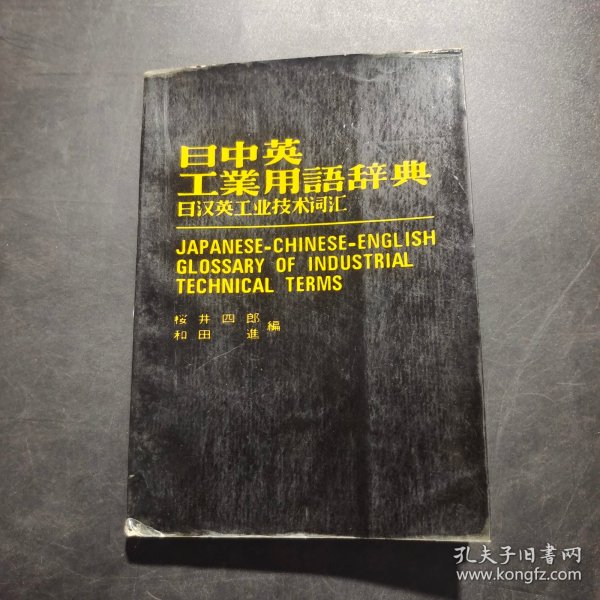 日中英
工業用語辞典
日汉英工业技术词汇
JAPANESE-CHINESE-ENGLISH
GLOSSARY OF INDUSTRIAL
TECHNICAL TERMS
桜井四郎
和田 進 編
孔夫子旧書网
www.kongfz.com